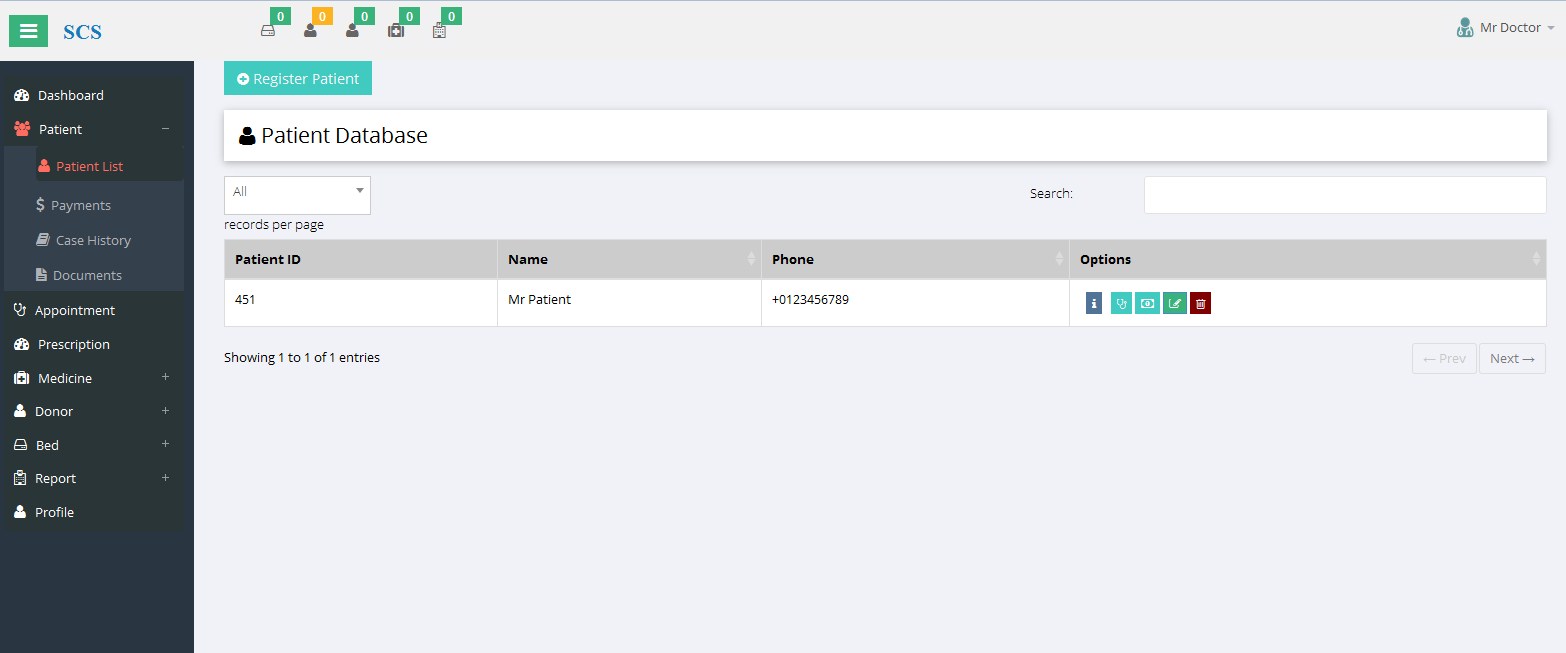 SCS
0 0 0 0 0
Mr Doctor
Dashboard
Patient
Patient List
Payments
Case History
Documents
Appointment
Prescription
Medicine +
Donor +
Bed +
Report +
Profile
Register Patient
Patient Database
All
records per page
Search:
Patient ID Name Phone Options
451 Mr Patient +0123456789
Showing 1 to 1 of 1 entries
← Prev Next →